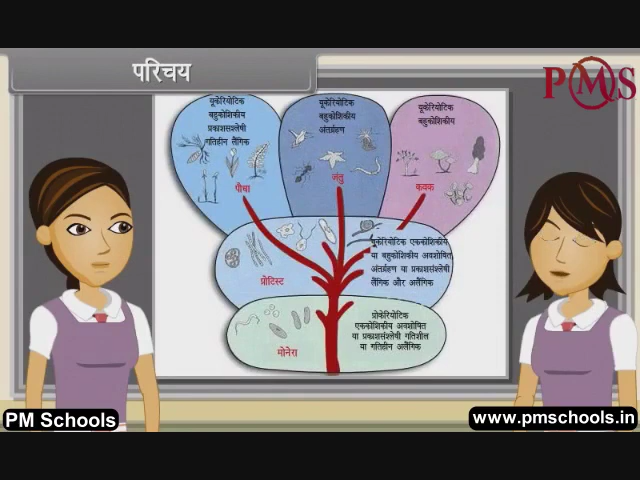 परिचय
PMS
यूकेरियोटिक
बहुकोशिकीय
प्रकाशसंश्लेषी
गतिहीन लैंगिक
पौधा
यूकेरियोटिक
बहुकोशिकीय
अंतर्ग्रहण
जंतु
यूकेरियोटिक
बहुकोशिकीय
कवक
यूकेरियोटिक एककोशिकीय
या बहुकोशिकीय अवशोषित
अंतर्ग्रहण या प्रकाशसंश्लेषी
लैंगिक और अलैंगिक
प्रोटिस्ट
प्रोकेरियोटिक
एककोशिकीय अवशोषित
या प्रकाशसंश्लेषी गतिशील
या गतिहीन अलैंगिक
मोनेरा
PM Schools
www.pmschools.in